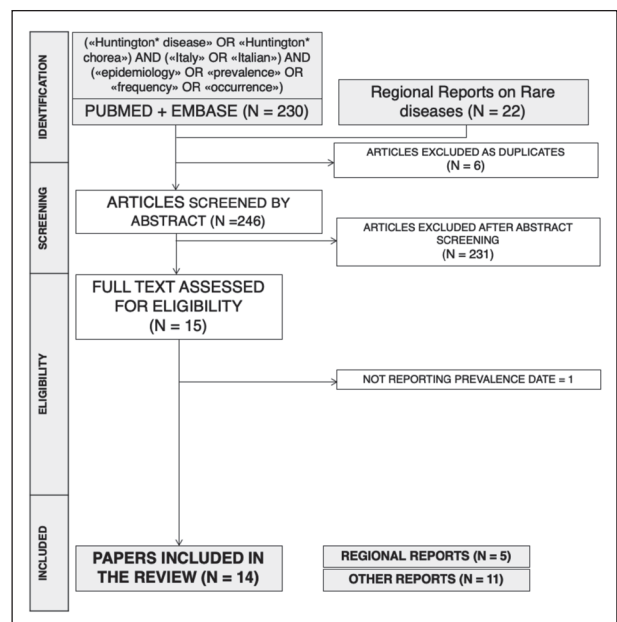 IDENTIFICATION
(«Huntington* disease» OR «Huntington*
chorea») AND («Italy» OR «Italian») AND
(«epidemiology» OR «prevalence» OR
«frequency» OR «occurrence»)
PUBMED + EMBASE (N = 230)
Regional Reports on Rare
diseases (N = 22)
ARTICLES EXCLUDED AS DUPLICATES
(N = 6)
SCREENING
ARTICLES SCREENED BY
ABSTRACT (N =246)
ARTICLES EXCLUDED AFTER ABSTRACT
SCREENING
(N = 231)
ELIGIBILITY
FULL TEXT ASSESSED
FOR ELIGIBILITY
(N = 15)
NOT REPORTING PREVALENCE DATE = 1
INCLUDED
PAPERS INCLUDED IN
THE REVIEW (N = 14)
REGIONAL REPORTS (N = 5)
OTHER REPORTS (N = 11)